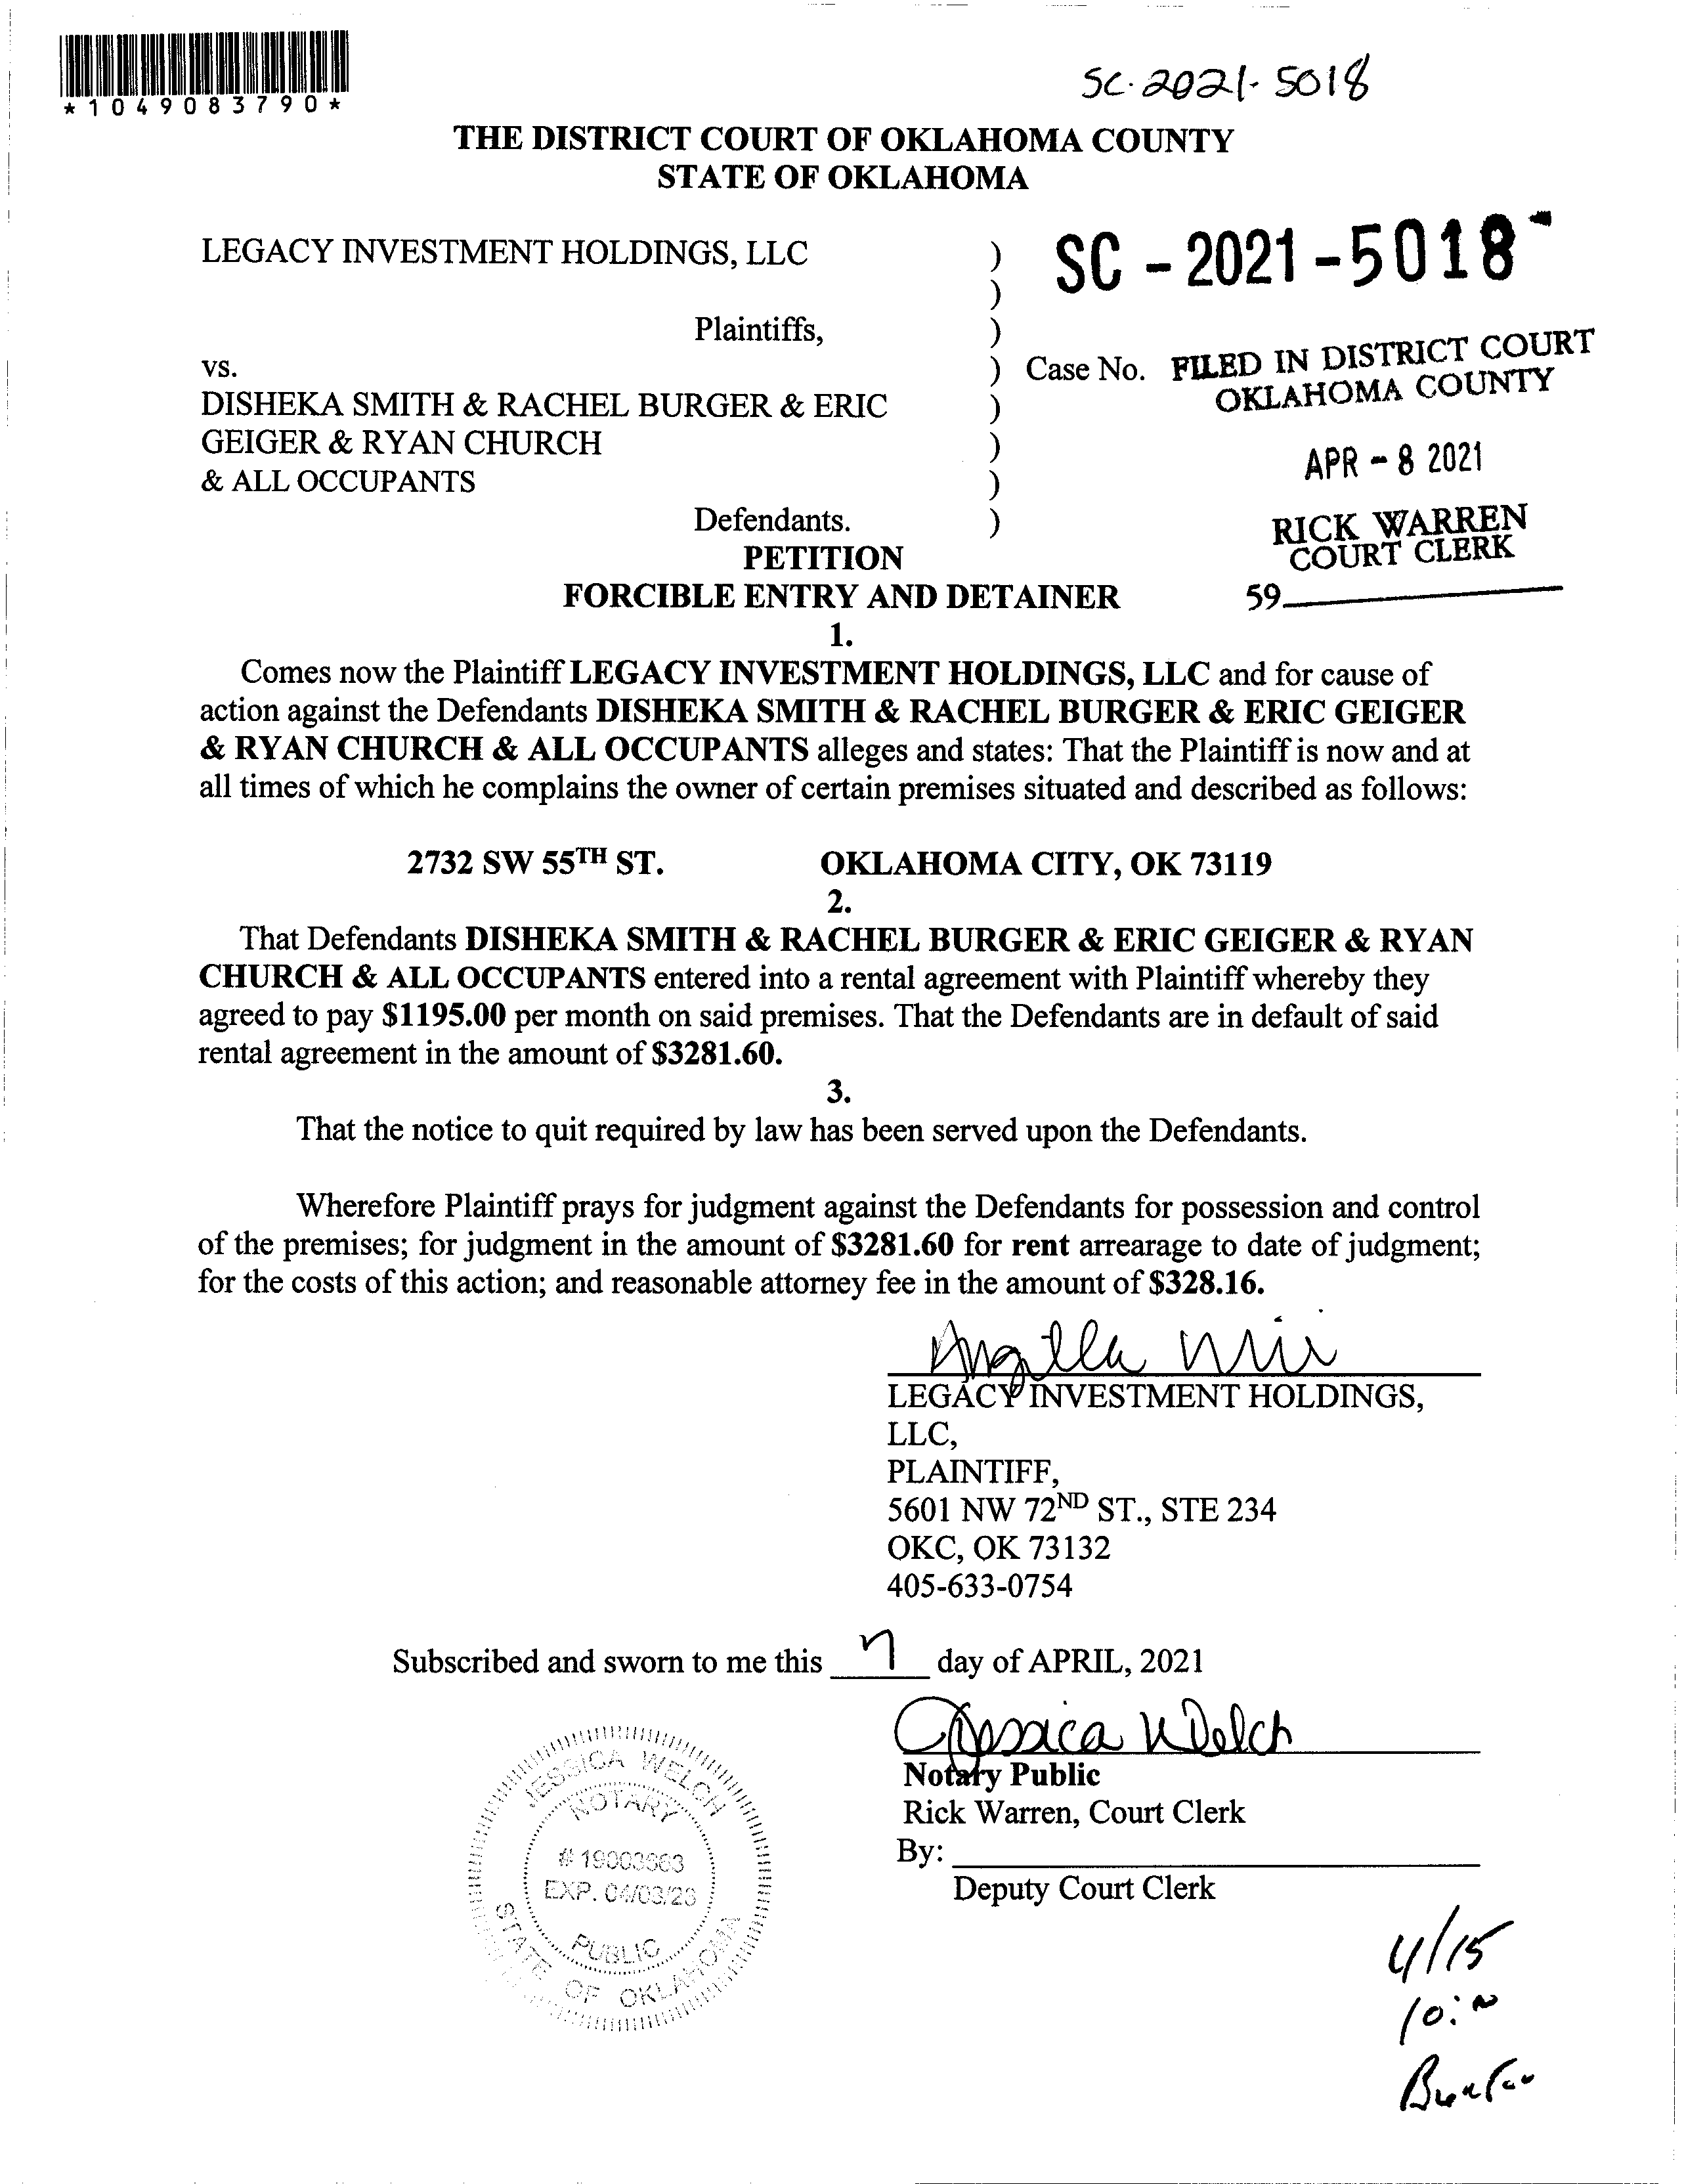 *1049083790*
SC-2021-5018
THE DISTRICT COURT OF OKLAHOMA COUNTY
STATE OF OKLAHOMA
LEGACY INVESTMENT HOLDINGS, LLC )
SC - 2021 - 5018
)
Plaintiffs, )
vs. ) Case No.
FILED IN DISTRICT COURT
OKLAHOMA COUNTY
DISHEKA SMITH & RACHEL BURGER & ERIC )
GEIGER & RYAN CHURCH )
APR - 8 2021
& ALL OCCUPANTS )
Defendants. )
RICK WARREN
COURT CLERK
59
PETITION
FORCIBLE ENTRY AND DETAINER
1.
Comes now the Plaintiff LEGACY INVESTMENT HOLDINGS, LLC and for cause of
action against the Defendants DISHEKA SMITH & RACHEL BURGER & ERIC GEIGER
& RYAN CHURCH & ALL OCCUPANTS alleges and states: That the Plaintiff is now and at
all times of which he complains the owner of certain premises situated and described as follows:
2732 SW 55TH ST. OKLAHOMA CITY, OK 73119
2.
That Defendants DISHEKA SMITH & RACHEL BURGER & ERIC GEIGER & RYAN
CHURCH & ALL OCCUPANTS entered into a rental agreement with Plaintiff whereby they
agreed to pay $1195.00 per month on said premises. That the Defendants are in default of said
rental agreement in the amount of $3281.60.
3.
That the notice to quit required by law has been served upon the Defendants.
Wherefore Plaintiff prays for judgment against the Defendants for possession and control
of the premises; for judgment in the amount of $3281.60 for rent arrearage to date of judgment;
for the costs of this action; and reasonable attorney fee in the amount of $328.16.
LEGACY INVESTMENT HOLDINGS,
LLC,
PLAINTIFF,
5601 NW 72ND ST., STE 234
OKC, OK 73132
405-633-0754
Subscribed and sworn to me this 7 day of APRIL, 2021
Jessica Welch
Notary Public
Rick Warren, Court Clerk
By:
Deputy Court Clerk
JESSICA WELCH
NOTARY
EXP. 04/03/23
PUBLIC
STATE OF OKLAHOMA
4/15